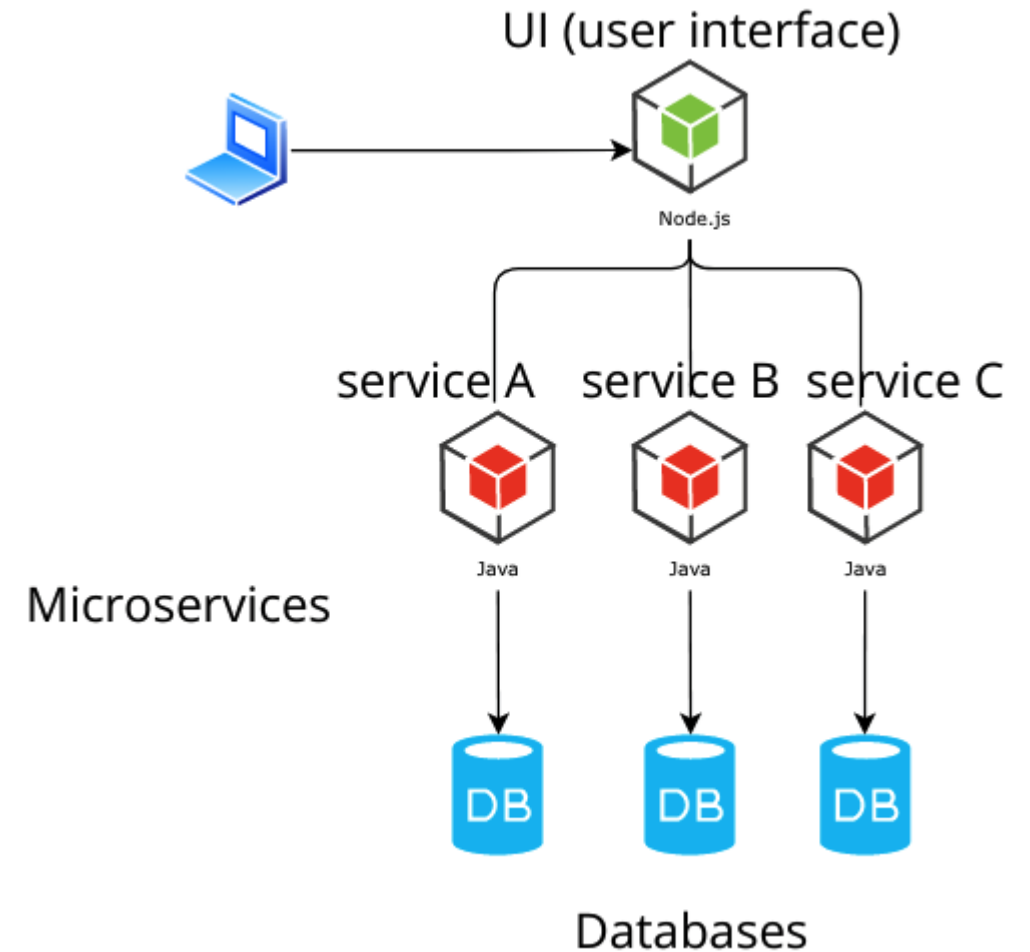 UI (user interface)
Node.js
service A
service B
service C
Java
Java
Java
Microservices
DB
DB
DB
Databases